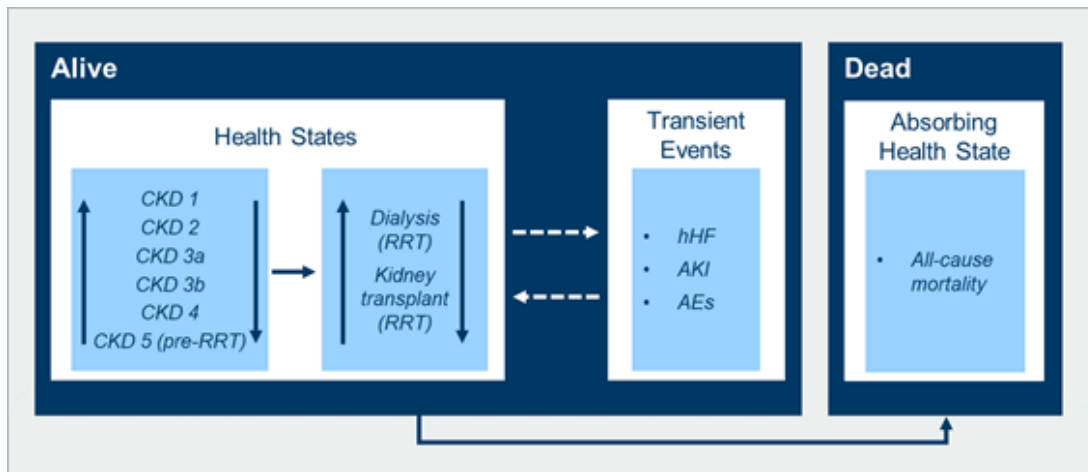 Alive
Health States
CKD 1
CKD 2
CKD 3a
CKD 3b
CKD 4
CKD 5 (pre-RRT)
Dialysis
(RRT)
Kidney
transplant
(RRT)
Transient
Events
• hHF
• AKI
• AEs
Dead
Absorbing
Health State
• All-cause
mortality